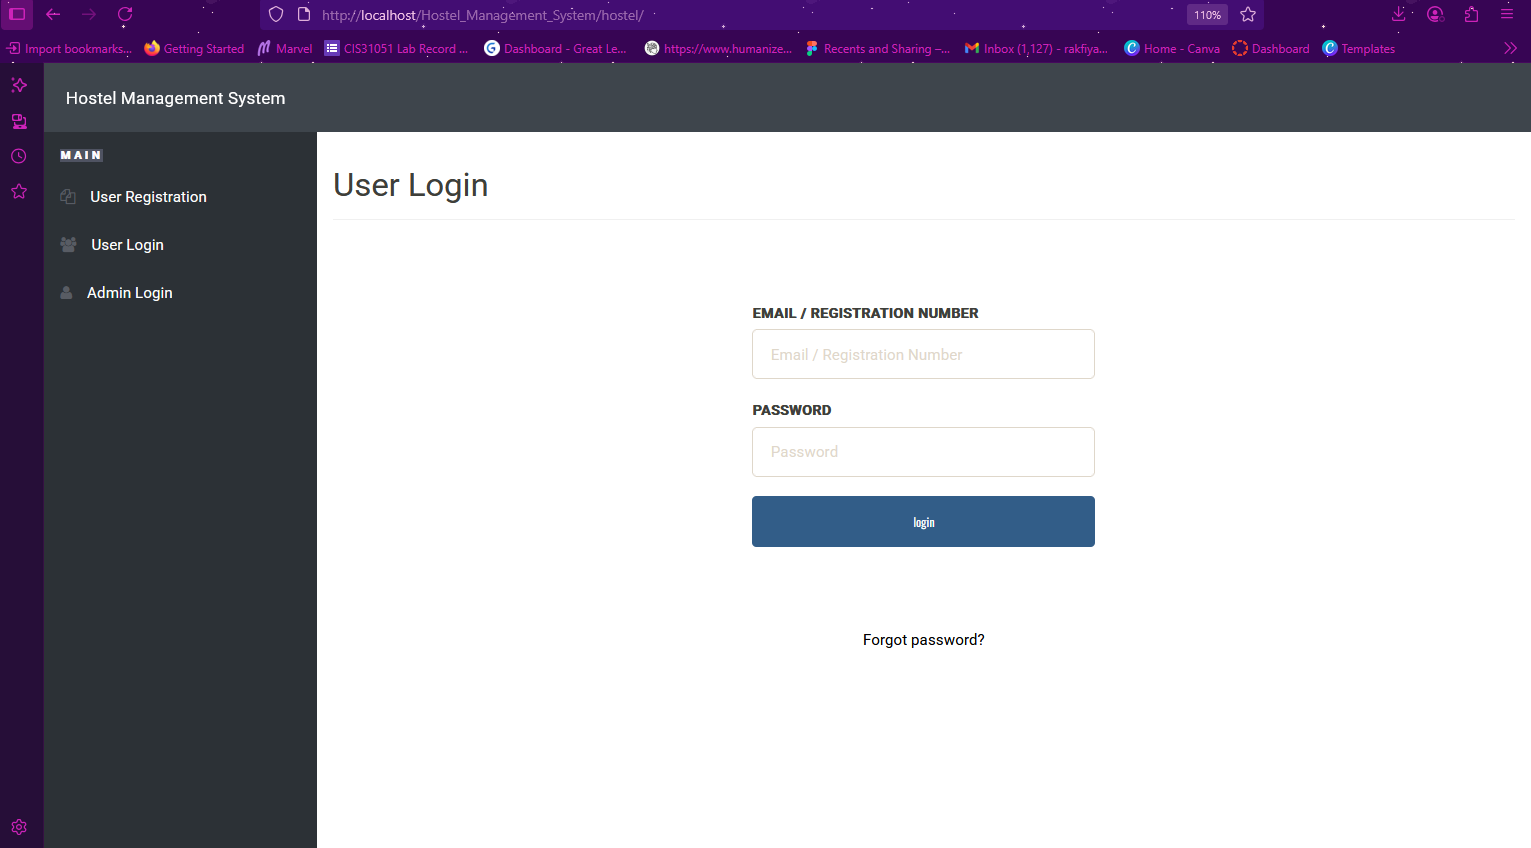 http://localhost/Hostel_Management_System/hostel/
110%
Import bookmarks...
Getting Started
Marvel
CIS31051 Lab Record ...
Dashboard - Great Le...
https://www.humanize...
Recents and Sharing –...
Inbox (1,127) - rakfiya...
Home - Canva
Dashboard
Templates
Hostel Management System
MAIN
User Registration
User Login
Admin Login
User Login
EMAIL / REGISTRATION NUMBER
Email / Registration Number
PASSWORD
Password
login
Forgot password?